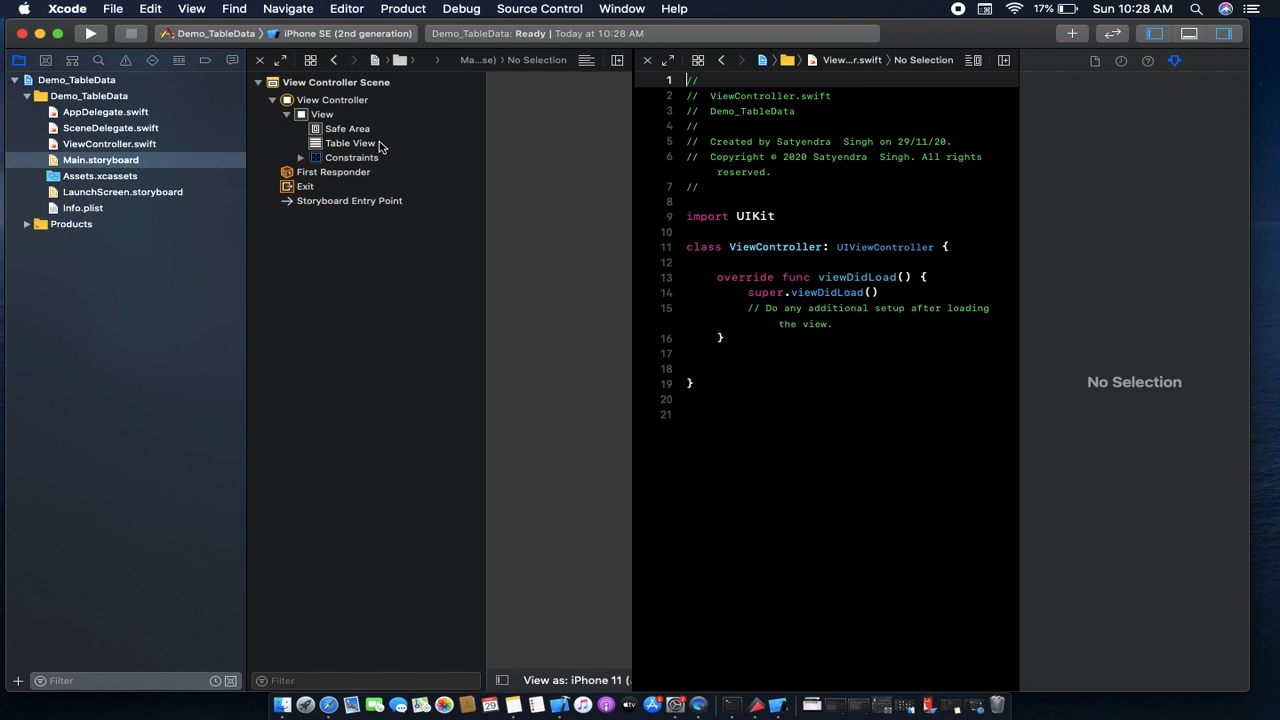 Xcode File Edit View Find Navigate Editor Product Debug Source Control Window Help 17% Sun 10:28 AM
Demo_TableData iPhone SE (2nd generation) Demo_TableData: Ready | Today at 10:28 AM
Ma...se) No Selection View...r.swift No Selection
Demo_TableData
Demo_TableData
AppDelegate.swift
SceneDelegate.swift
ViewController.swift
Main.storyboard
Assets.xcassets
LaunchScreen.storyboard
Info.plist
Products
Filter
View Controller Scene
View Controller
View
Safe Area
Table View
Constraints
First Responder
Exit
Storyboard Entry Point
Filter
View as: iPhone 11 (
1 //
2 // ViewController.swift
3 // Demo_TableData
4 //
5 // Created by Satyendra Singh on 29/11/20.
6 // Copyright © 2020 Satyendra Singh. All rights
reserved.
7 //
8
9 import UIKit
10
11 class ViewController: UIViewController {
12
13 override func viewDidLoad() {
14 super.viewDidLoad()
15 // Do any additional setup after loading
the view.
16 }
17
18
19 }
20
21
No Selection
29